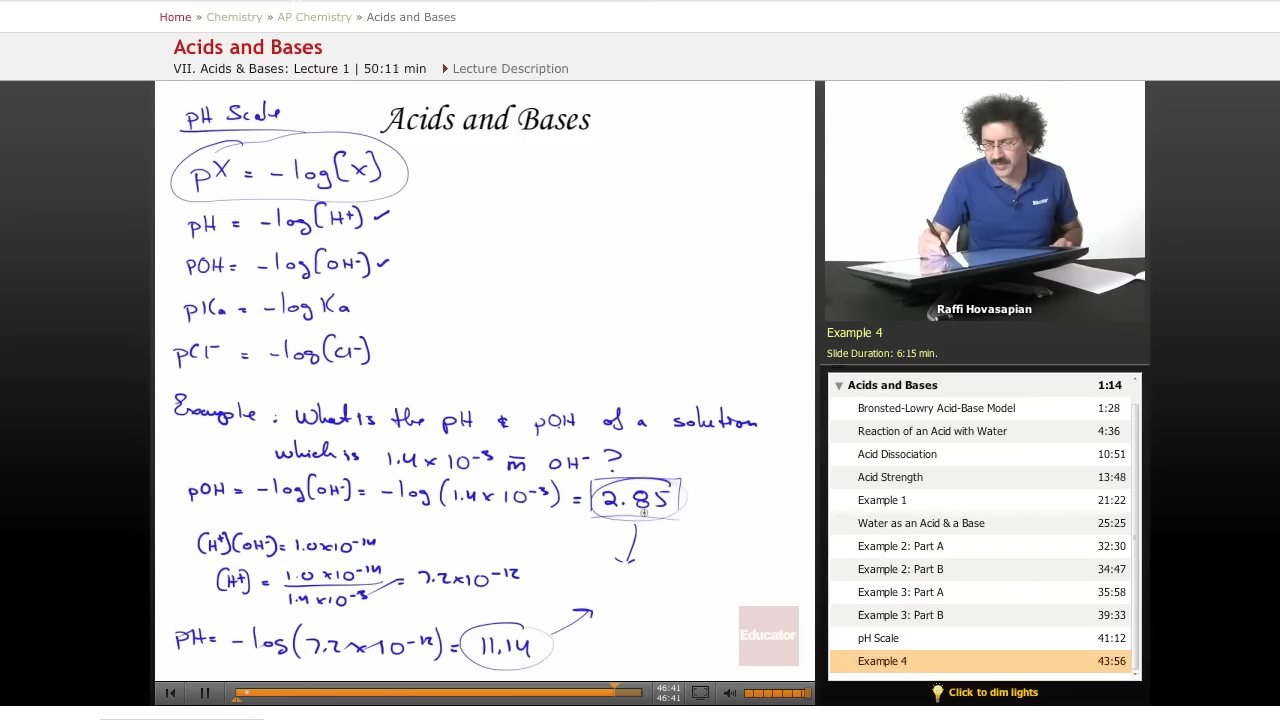 Home » Chemistry » AP Chemistry » Acids and Bases
Acids and Bases
VII. Acids & Bases: Lecture 1 | 50:11 min Lecture Description
pH Scale
Acids and Bases
pX = -log[X]
pH = -log[H+] ✓
pOH = -log[OH-] ✓
pKa = -log Ka
pCl- = -log[Cl-]
Example: What is the pH & pOH of a solution
which is 1.4 x 10-3 m OH- ?
pOH = -log[OH-] = -log(1.4 x 10-3) = 2.85
[H+][OH-] = 1.0x10-14
[H+] = 1.0 x10-14 / 1.4 x10-3 = 7.2x10-12
pH = -log(7.2x10-12) = 11.14
Educator
Educator
Raffi Hovasapian
Example 4
Slide Duration: 6:15 min.
Acids and Bases 1:14
Bronsted-Lowry Acid-Base Model 1:28
Reaction of an Acid with Water 4:36
Acid Dissociation 10:51
Acid Strength 13:48
Example 1 21:22
Water as an Acid & a Base 25:25
Example 2: Part A 32:30
Example 2: Part B 34:47
Example 3: Part A 35:58
Example 3: Part B 39:33
pH Scale 41:12
Example 4 43:56
46:41
46:41
Click to dim lights